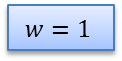 w = 1